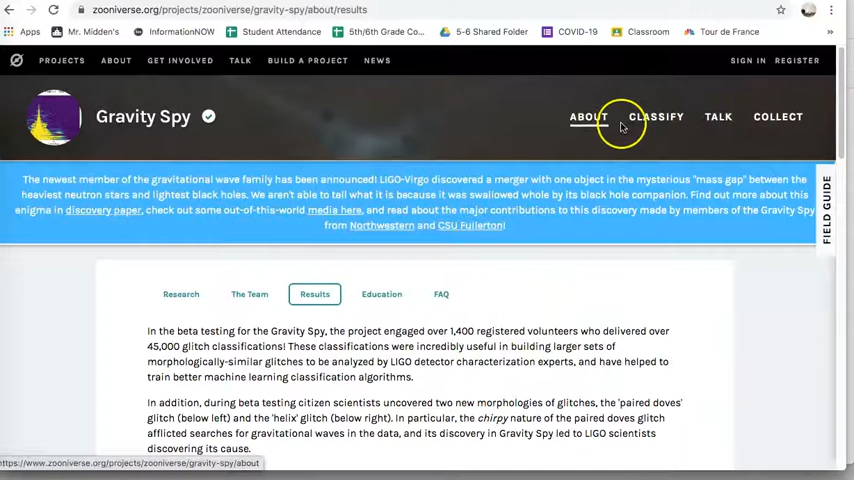 zooniverse.org/projects/zooniverse/gravity-spy/about/results
Apps Mr. Midden's InformationNOW Student Attendance 5th/6th Grade Co... 5-6 Shared Folder COVID-19 Classroom Tour de France
PROJECTS ABOUT GET INVOLVED TALK BUILD A PROJECT NEWS SIGN IN REGISTER
Gravity Spy ABOUT CLASSIFY TALK COLLECT
The newest member of the gravitational wave family has been announced! LIGO-Virgo discovered a merger with one object in the mysterious "mass gap" between the
heaviest neutron stars and lightest black holes. We aren't able to tell what it is because it was swallowed whole by its black hole companion. Find out more about this
enigma in discovery paper, check out some out-of-this-world media here, and read about the major contributions to this discovery made by members of the Gravity Spy
from Northwestern and CSU Fullerton!
FIELD GUIDE
Research The Team Results Education FAQ
In the beta testing for the Gravity Spy, the project engaged over 1,400 registered volunteers who delivered over
45,000 glitch classifications! These classifications were incredibly useful in building larger sets of
morphologically-similar glitches to be analyzed by LIGO detector characterization experts, and have helped to
train better machine learning classification algorithms.
In addition, during beta testing citizen scientists uncovered two new morphologies of glitches, the 'paired doves'
glitch (below left) and the 'helix' glitch (below right). In particular, the chirpy nature of the paired doves glitch
afflicted searches for gravitational waves in the data, and its discovery in Gravity Spy led to LIGO scientists
discovering its cause.
https://www.zooniverse.org/projects/zooniverse/gravity-spy/about